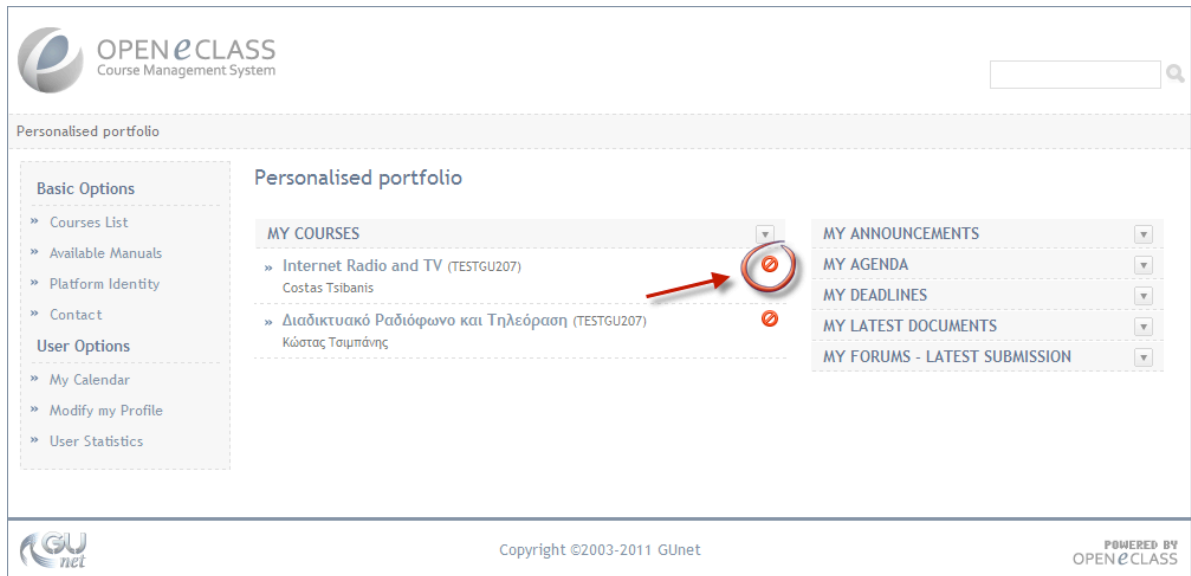 OPEN eCLASS
Course Management System
Personalised portfolio
Basic Options
» Courses List
» Available Manuals
» Platform Identity
» Contact
User Options
» My Calendar
» Modify my Profile
» User Statistics
Personalised portfolio
MY COURSES
» Internet Radio and TV (TESTGU207)
Costas Tsibanis
» Διαδικτυακό Ραδιόφωνο και Τηλεόραση (TESTGU207)
Κώστας Τσιμπάνης
MY ANNOUNCEMENTS
MY AGENDA
MY DEADLINES
MY LATEST DOCUMENTS
MY FORUMS - LATEST SUBMISSION
GU
net
Copyright ©2003-2011 GUnet
POWERED BY
OPEN eCLASS